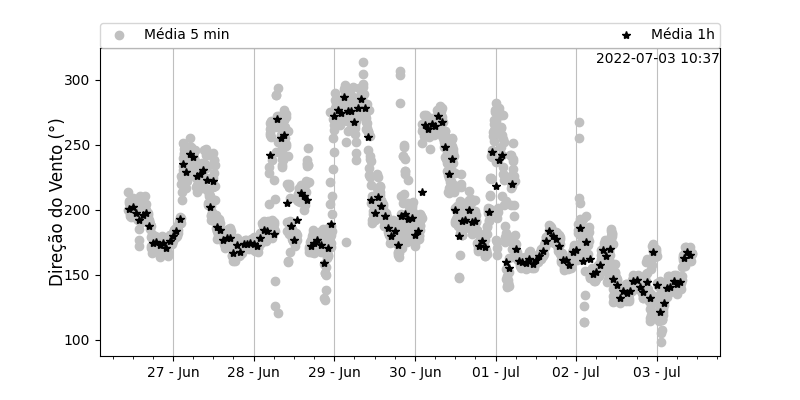 Média 5 min
Média 1h
2022-07-03 10:37
Direção do Vento (°)
300
250
200
150
100
27 - Jun 28 - Jun 29 - Jun 30 - Jun 01 - Jul 02 - Jul 03 - Jul